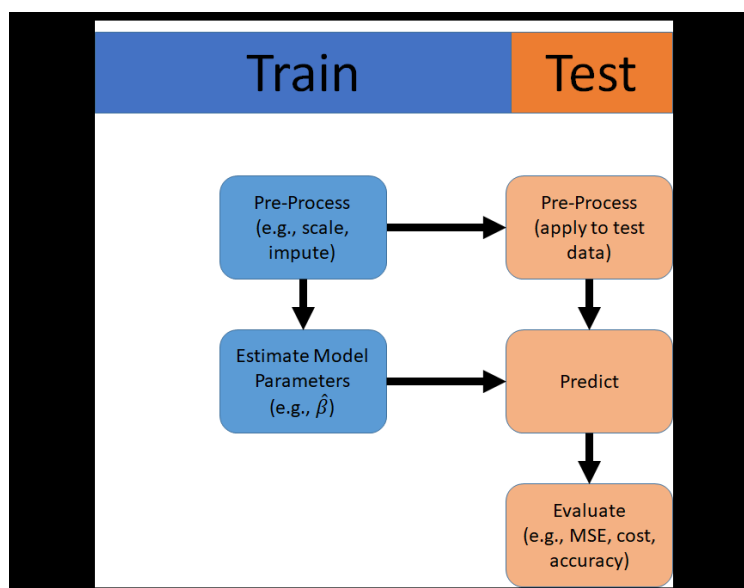 Train
Test
Pre-Process
(e.g., scale,
impute)
Pre-Process
(apply to test
data)
Estimate Model
Parameters
(e.g., β̂)
Predict
Evaluate
(e.g., MSE, cost,
accuracy)